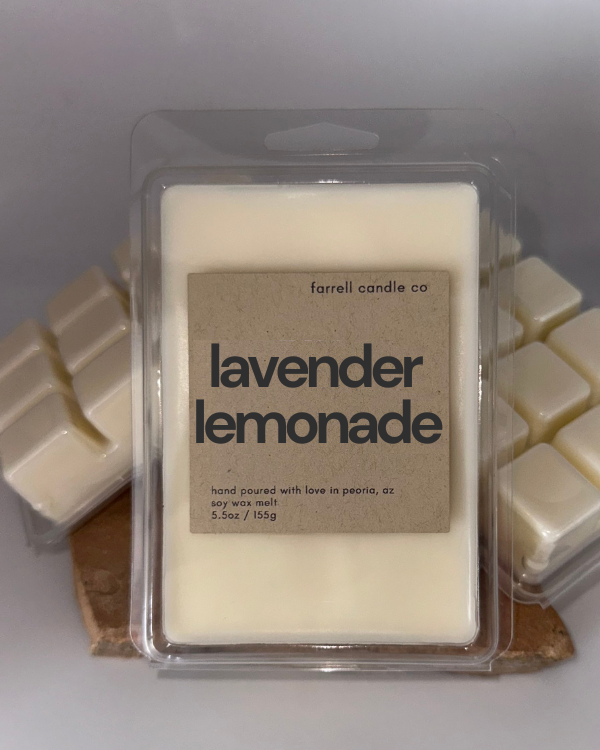 farrell candle co
lavender
lemonade
hand poured with love in peoria, az
soy wax melt
5.5oz / 155g